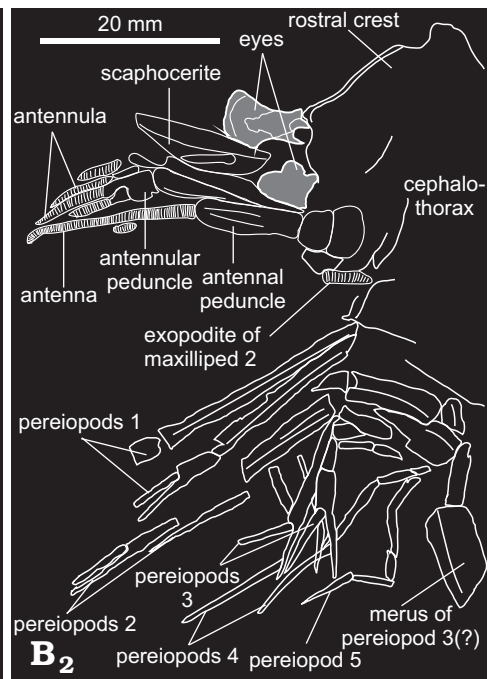 20 mm
rostral crest
eyes
scaphocerite
antennula
cephalo-
thorax
antennular
peduncle
antennal
peduncle
antenna
exopodite of
maxilliped 2
pereiopods 1
pereiopods
3
pereiopods 2
merus of
pereiopod 3(?)
pereiopods 4
pereiopod 5
B2